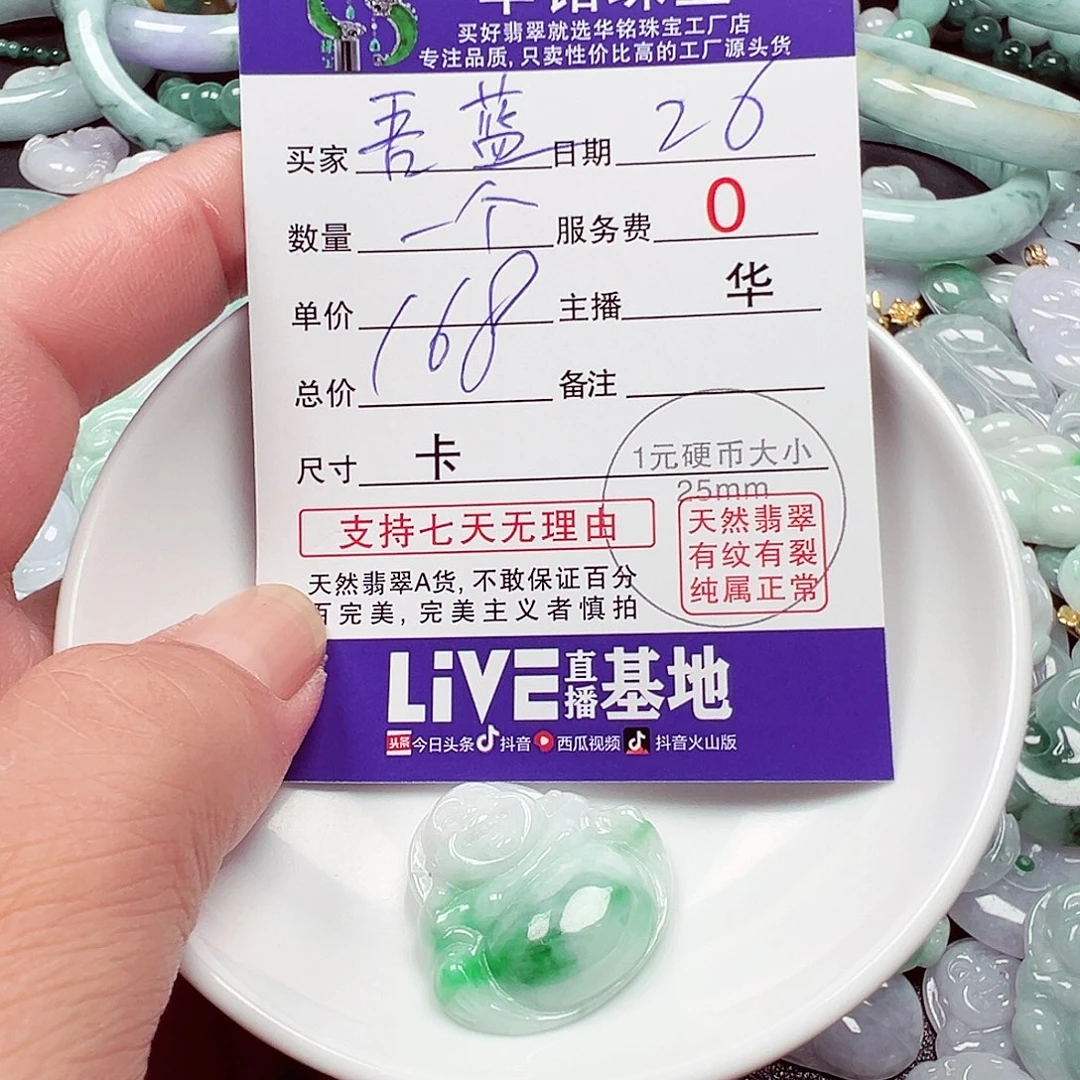 买好翡翠就选华铭珠宝工厂店
专注品质,只卖性价比高的工厂源头货
买家 吾蓝 日期 26
数量 一个 服务费 0
单价 168 主播 华
总价 备注
尺寸 卡
1元硬币大小
25mm
支持七天无理由
天然翡翠
有纹有裂
纯属正常
天然翡翠A货,不敢保证百分
百完美,完美主义者慎拍
LiVE直播基地
头条 今日头条 抖音 西瓜视频 抖音火山版